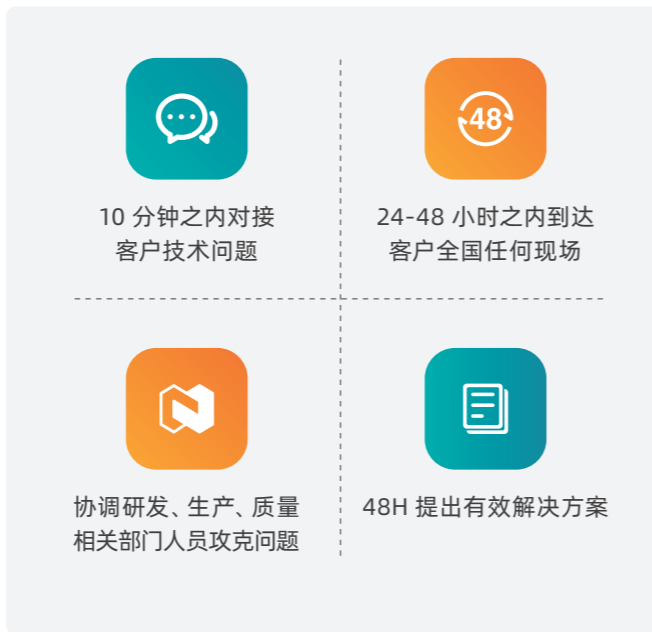 48
10 分钟之内对接
客户技术问题
24-48 小时之内到达
客户全国任何现场
协调研发、生产、质量
相关部门人员攻克问题
48H 提出有效解决方案